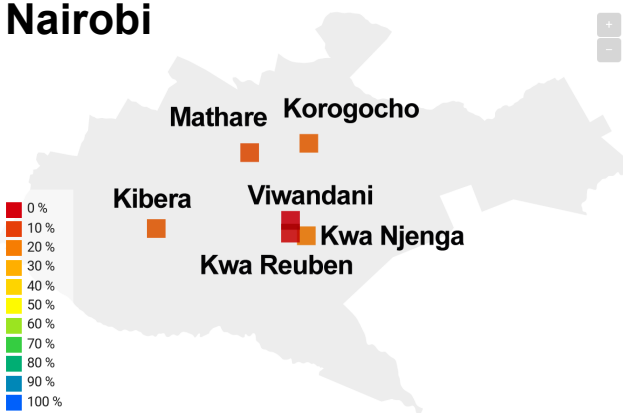 Nairobi
+
−
Mathare
Korogocho
Kibera
Viwandani
Kwa Njenga
Kwa Reuben
0 %
10 %
20 %
30 %
40 %
50 %
60 %
70 %
80 %
90 %
100 %